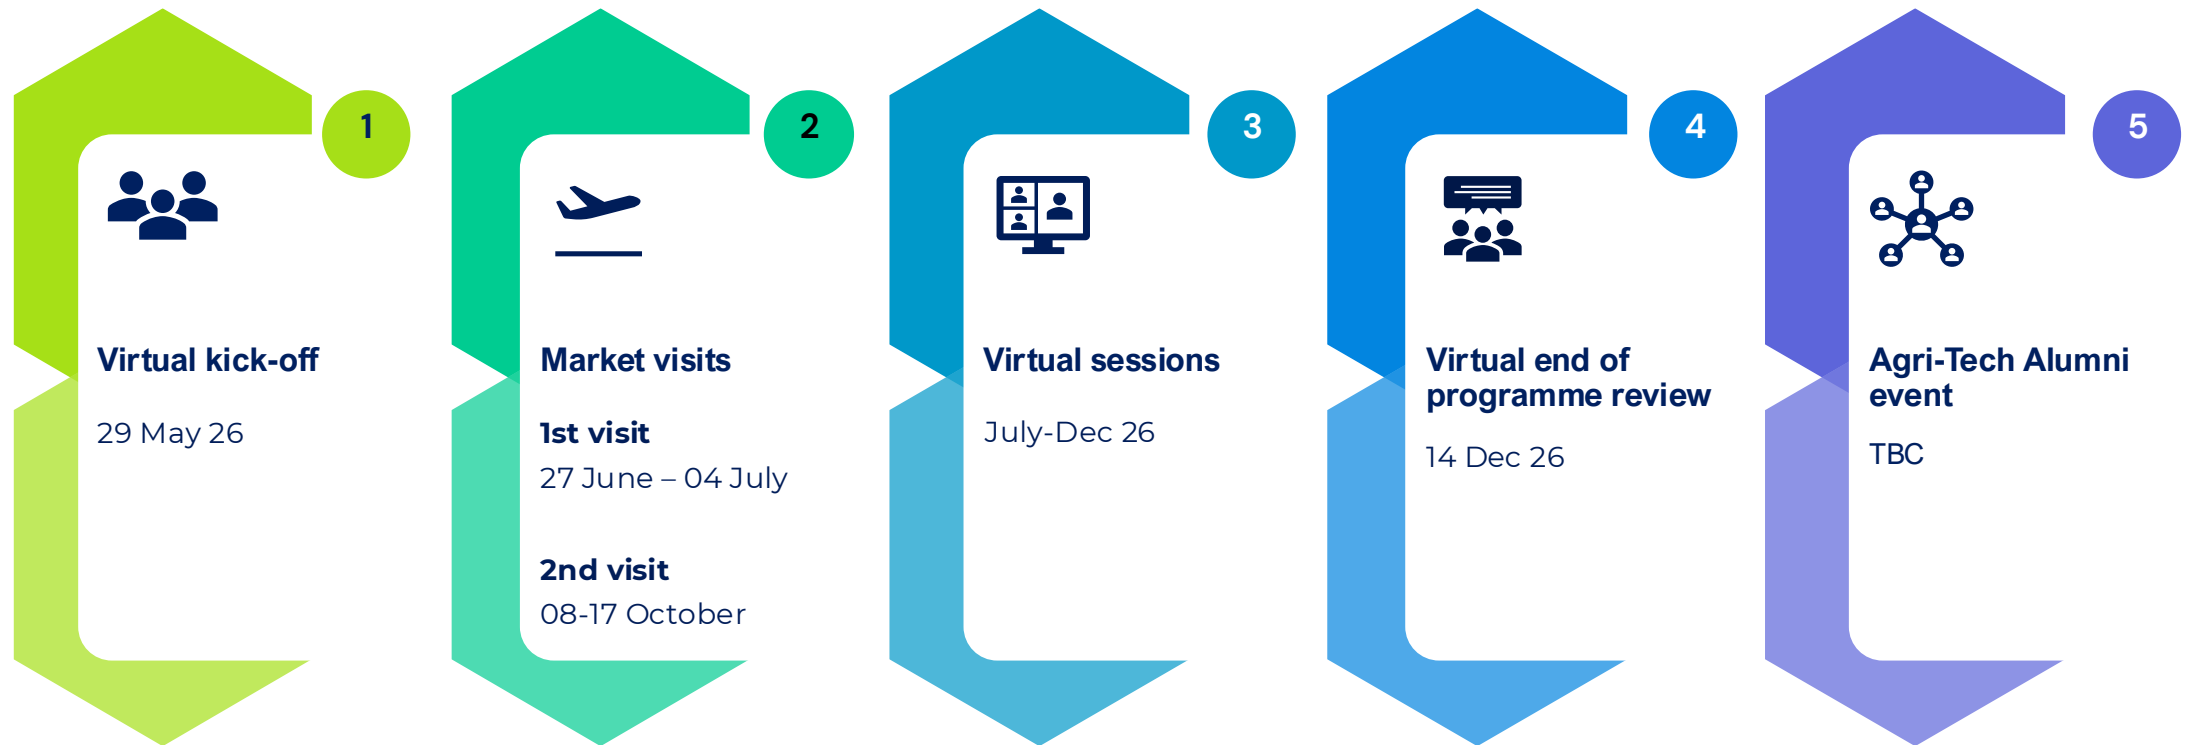 1
Virtual kick-off
29 May 26
2
Market visits
1st visit
27 June – 04 July
2nd visit
08-17 October
3
Virtual sessions
July-Dec 26
4
Virtual end of
programme review
14 Dec 26
5
Agri-Tech Alumni
event
TBC